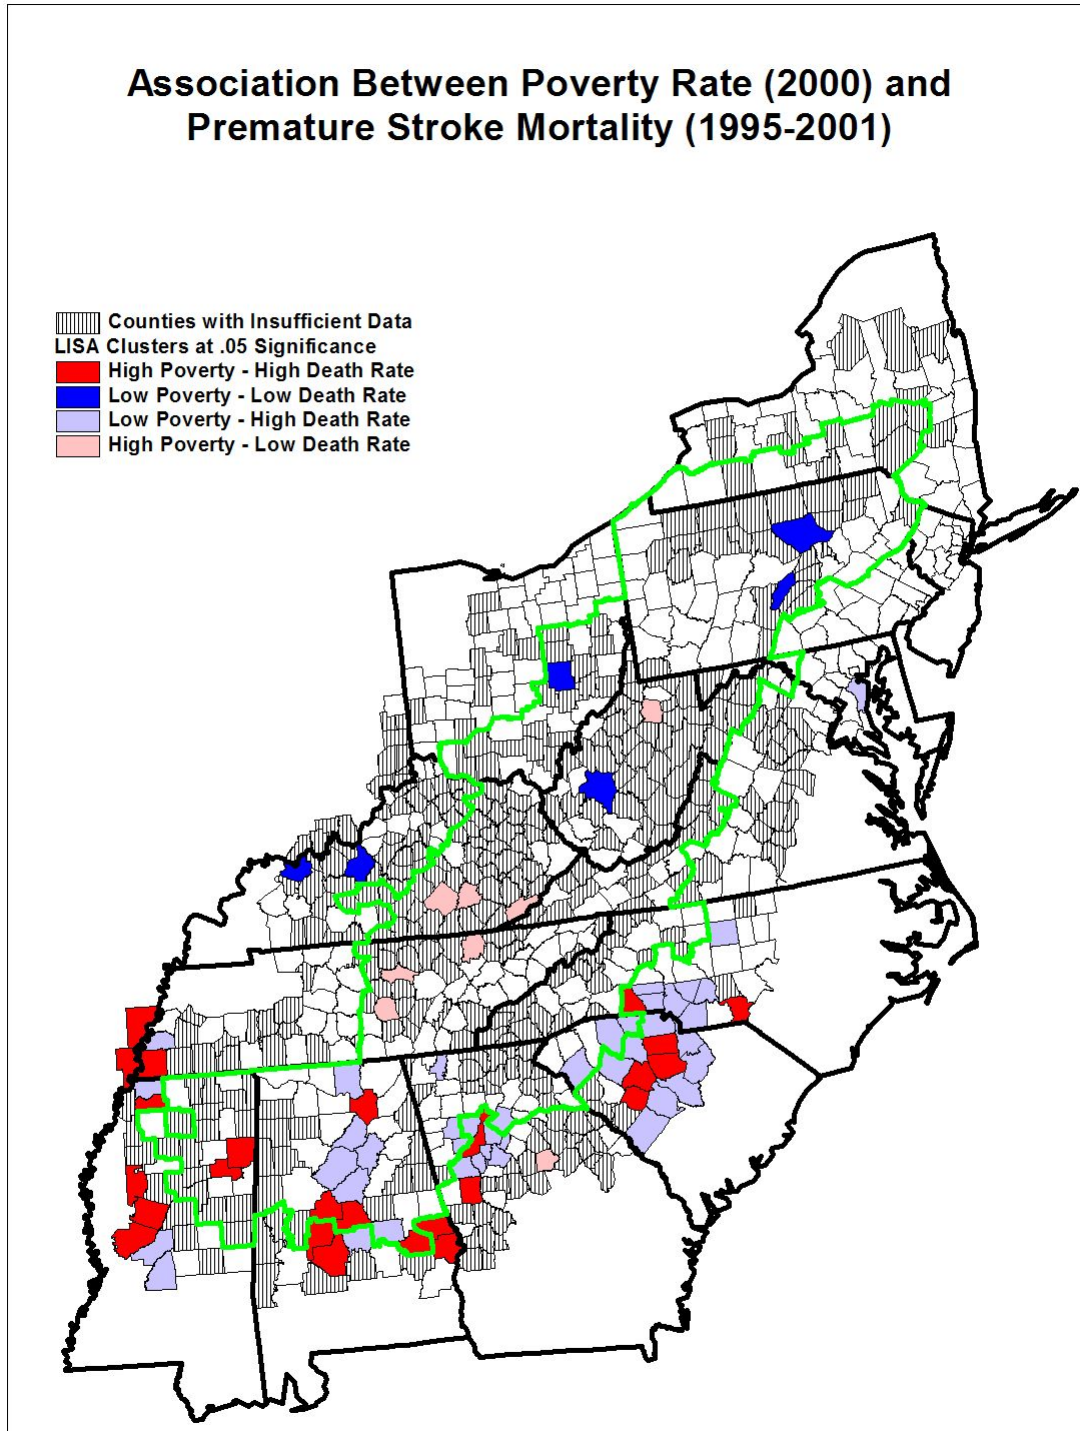 Association Between Poverty Rate (2000) and
Premature Stroke Mortality (1995-2001)
Counties with Insufficient Data
LISA Clusters at .05 Significance
High Poverty - High Death Rate
Low Poverty - Low Death Rate
Low Poverty - High Death Rate
High Poverty - Low Death Rate